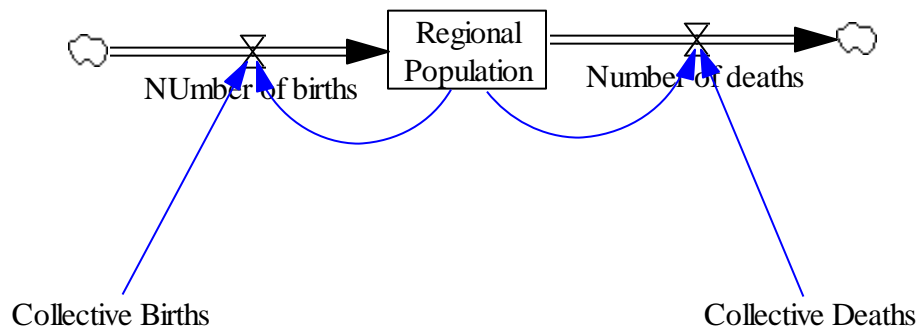 Regional
Population
NUmber of births
Number of deaths
Collective Births
Collective Deaths